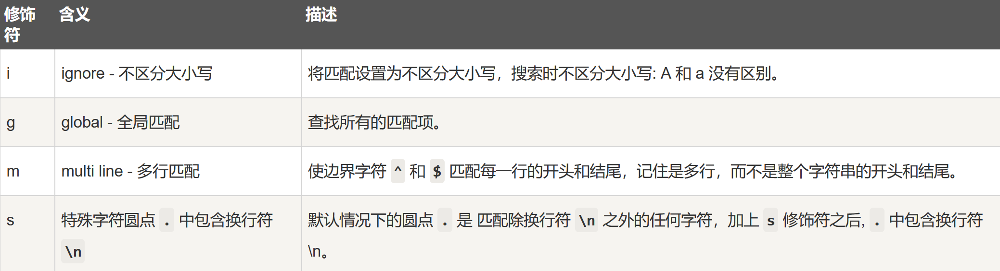 修饰符 含义 描述
i ignore - 不区分大小写 将匹配设置为不区分大小写，搜索时不区分大小写: A 和 a 没有区别。
g global - 全局匹配 查找所有的匹配项。
m multi line - 多行匹配 使边界字符 ^ 和 $ 匹配每一行的开头和结尾，记住是多行，而不是整个字符串的开头和结尾。
s 特殊字符圆点 . 中包含换行符 \n 默认情况下的圆点 . 是 匹配除换行符 \n 之外的任何字符，加上 s 修饰符之后, . 中包含换行符 \n。